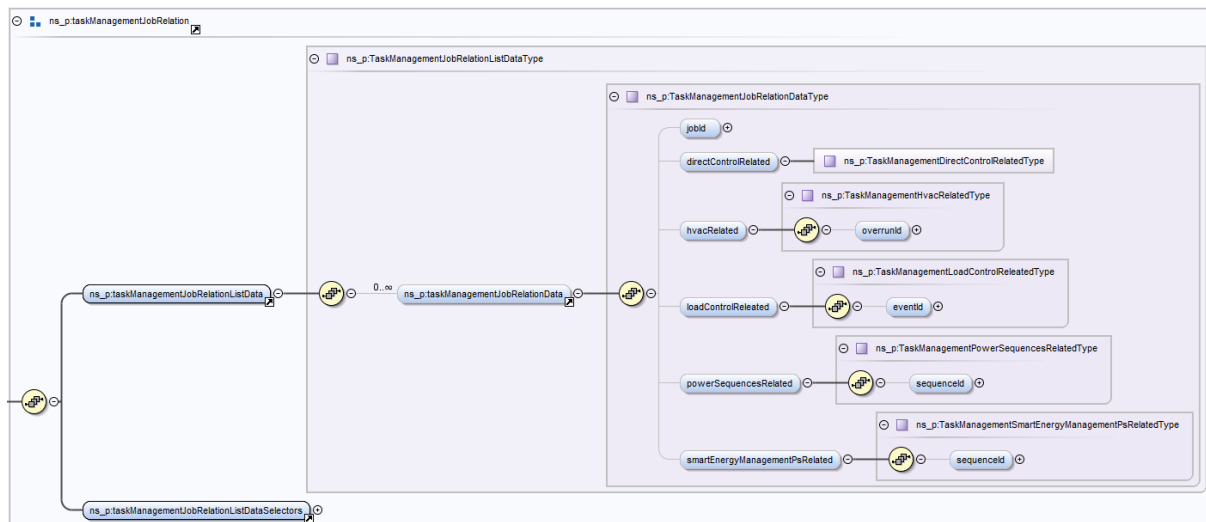 ns_p:taskManagementJobRelation
ns_p:TaskManagementJobRelationListDataType
ns_p:TaskManagementJobRelationDataType
jobId
directControlRelated
ns_p:TaskManagementDirectControlRelatedType
ns_p:TaskManagementHvacRelatedType
hvacRelated
overrunId
ns_p:TaskManagementLoadControlReleatedType
ns_p:taskManagementJobRelationListData
0..∞
ns_p:taskManagementJobRelationData
loadControlReleated
eventId
ns_p:TaskManagementPowerSequencesRelatedType
powerSequencesRelated
sequenceId
ns_p:TaskManagementSmartEnergyManagementPsRelatedType
smartEnergyManagementPsRelated
sequenceId
ns_p:taskManagementJobRelationListDataSelectors